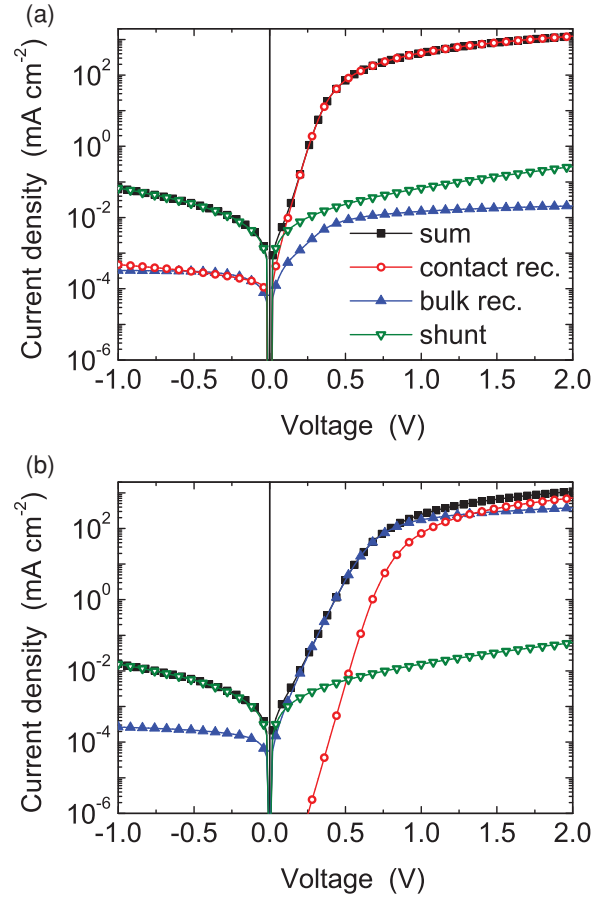 (a)
Current density (mA cm-2)
10^2
10^0
10^-2
10^-4
10^-6
sum
contact rec.
bulk rec.
shunt
-1.0 -0.5 0.0 0.5 1.0 1.5 2.0
Voltage (V)
(b)
Current density (mA cm-2)
10^2
10^0
10^-2
10^-4
10^-6
-1.0 -0.5 0.0 0.5 1.0 1.5 2.0
Voltage (V)